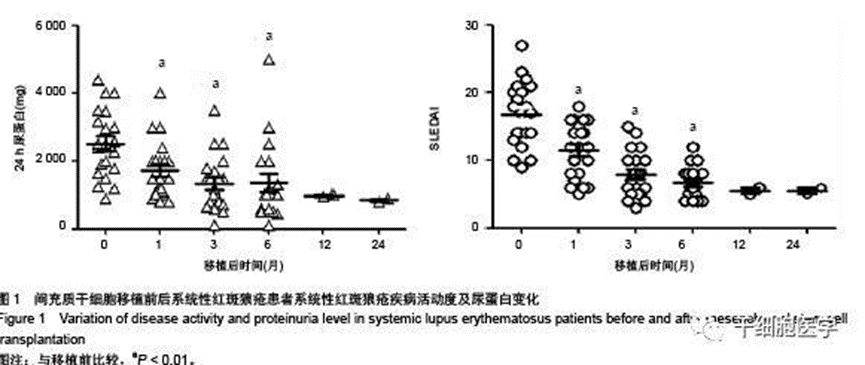 6 000
4 000
2 000
0
24 h 尿蛋白(mg)
a
a
a
0 1 3 6 12 24
移植后时间(月)
30
20
10
0
SLEDAI
a
a
a
0 1 3 6 12 24
移植后时间(月)
图 1 间充质干细胞移植前后系统性红斑狼疮患者系统性红斑狼疮疾病活动度及尿蛋白变化
Figure 1 Variation of disease activity and proteinuria level in systemic lupus erythematosus patients before and after cell
transplantation
图注：与移植前比较，ᵃP < 0.01。
干细胞医学